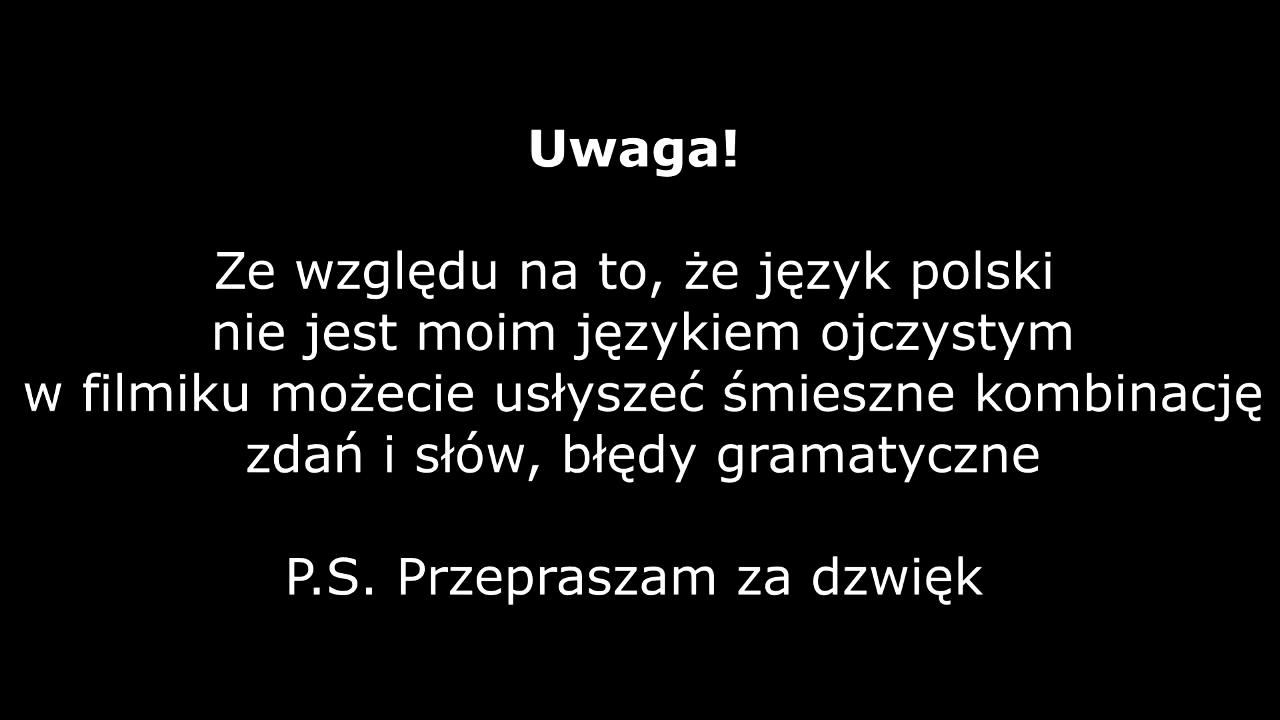 Uwaga!
Ze względu na to, że język polski
nie jest moim językiem ojczystym
w filmiku możecie usłyszeć śmieszne kombinację
zdań i słów, błędy gramatyczne
P.S. Przepraszam za dzwięk